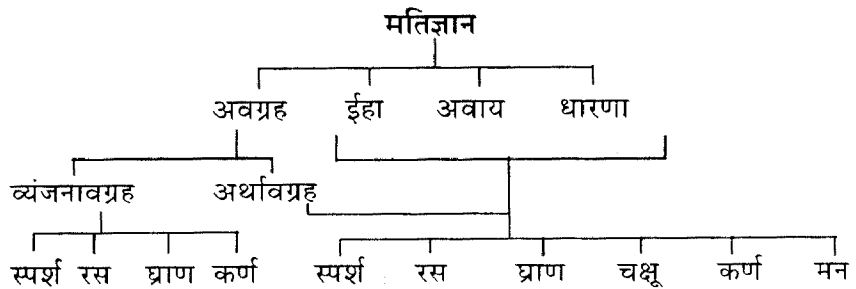 मतिज्ञान
अवग्रह ईहा अवाय धारणा
व्यंजनावग्रह अर्थावग्रह
स्पर्श रस घ्राण कर्ण स्पर्श रस घ्राण चक्षू कर्ण मन